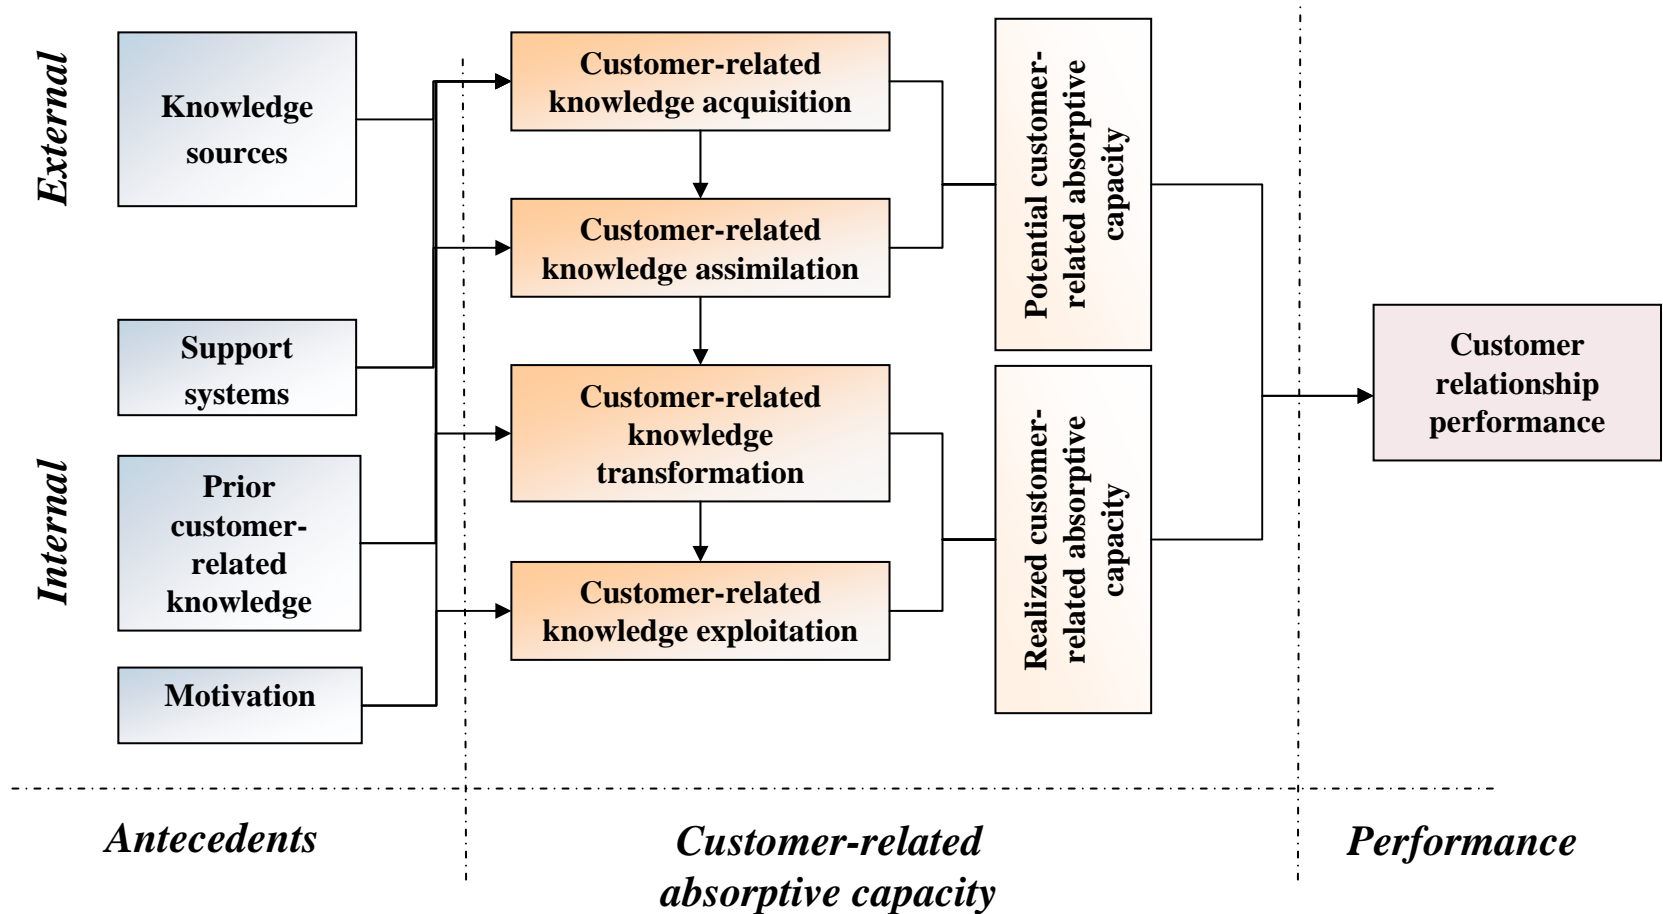 External
Knowledge
sources
Support
systems
Internal
Prior
customer-
related
knowledge
Motivation
Customer-related
knowledge acquisition
Customer-related
knowledge assimilation
Customer-related
knowledge
transformation
Customer-related
knowledge exploitation
Potential customer-
related absorptive
capacity
Realized customer-
related absorptive
capacity
Customer
relationship
performance
Antecedents
Customer-related
absorptive capacity
Performance